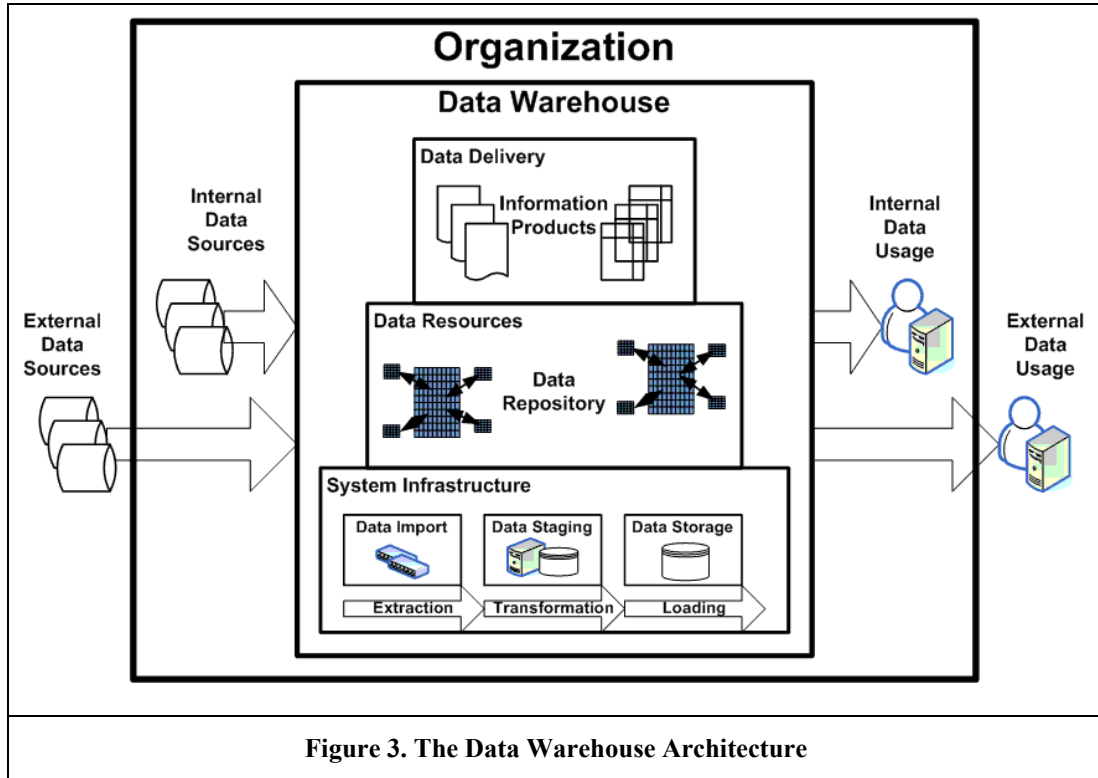 Organization
Data Warehouse
Data Delivery
Information
Products
Internal
Data
Sources
Internal
Data
Usage
External
Data
Sources
External
Data
Usage
Data Resources
Data
Repository
System Infrastructure
Data Import
Data Staging
Data Storage
Extraction
Transformation
Loading
Figure 3. The Data Warehouse Architecture